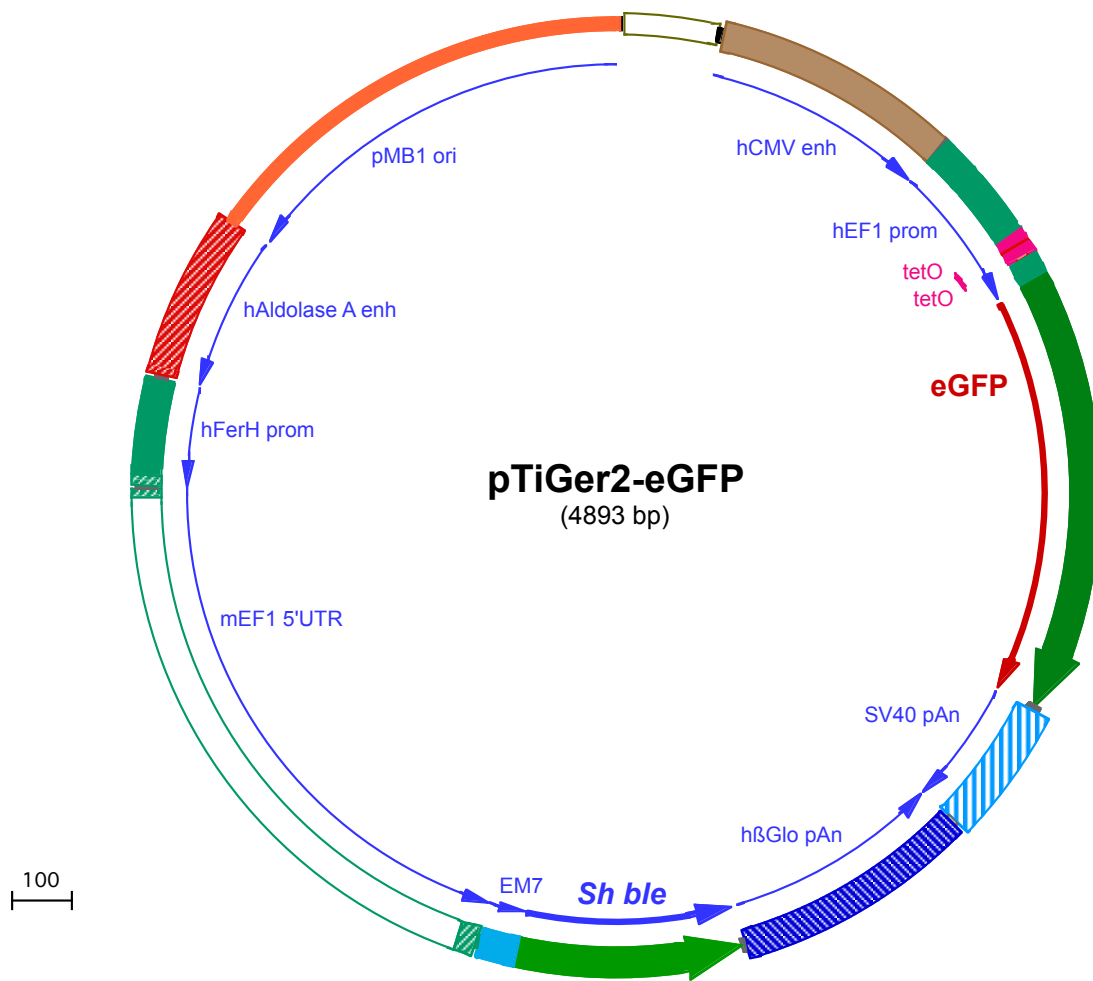 pMB1 ori
hCMV enh
hEF1 prom
tetO
tetO
hAldolase A enh
eGFP
hFerH prom
pTiGer2-eGFP
(4893 bp)
mEF1 5'UTR
SV40 pAn
hßGlo pAn
EM7
Sh ble
100